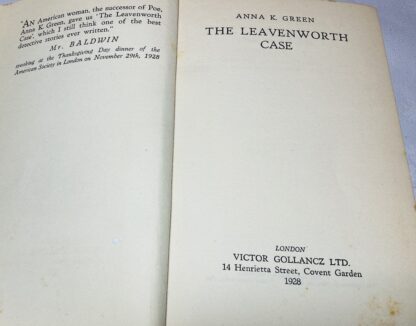 "AN American woman, the successor of Poe,
Anna K. Green, gave us 'The Leavenworth
Case', which I still think one of the best
detective stories ever written."
Mr. BALDWIN
speaking at the Thanksgiving Day dinner of the
American Society in London on November 29th, 1928
ANNA K. GREEN
THE LEAVENWORTH
CASE
LONDON
VICTOR GOLLANCZ LTD.
14 Henrietta Street, Covent Garden
1928